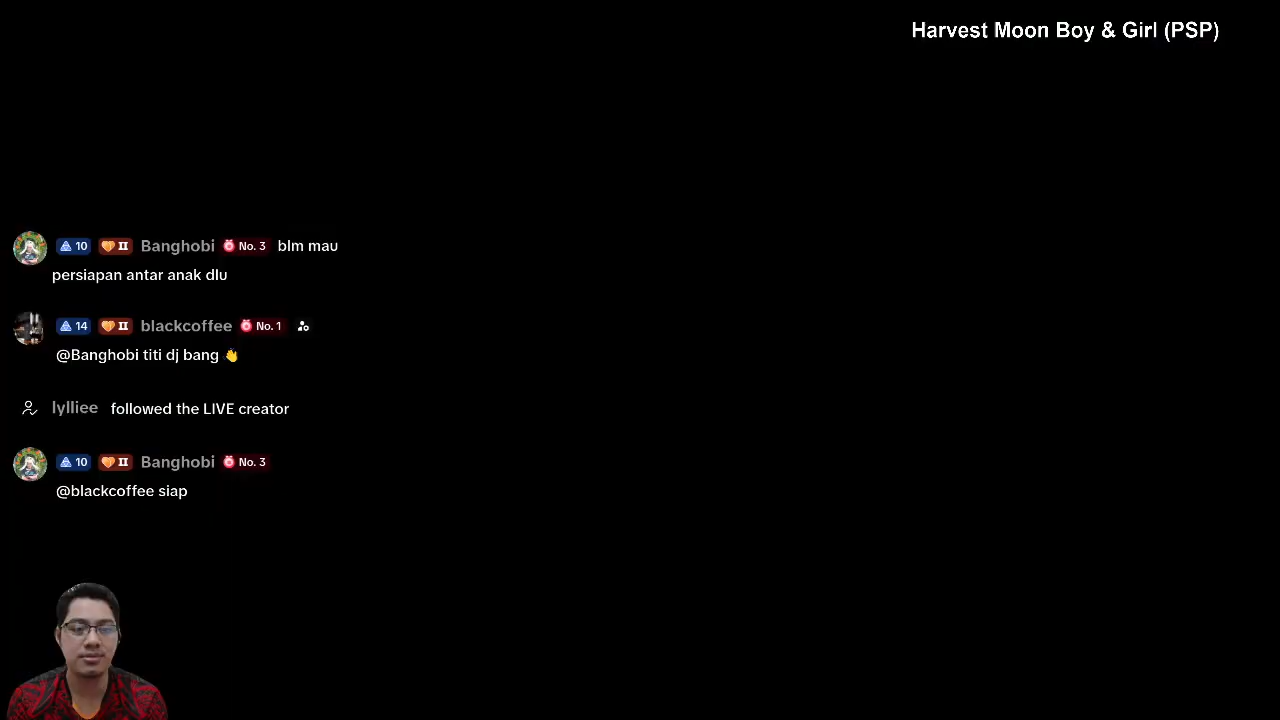 Harvest Moon Boy & Girl (PSP)
10 II Banghobi No. 3 blm mau
persiapan antar anak dlu
14 II blackcoffee No. 1
@Banghobi titi dj bang 👋
lylliee followed the LIVE creator
10 II Banghobi No. 3
@blackcoffee siap